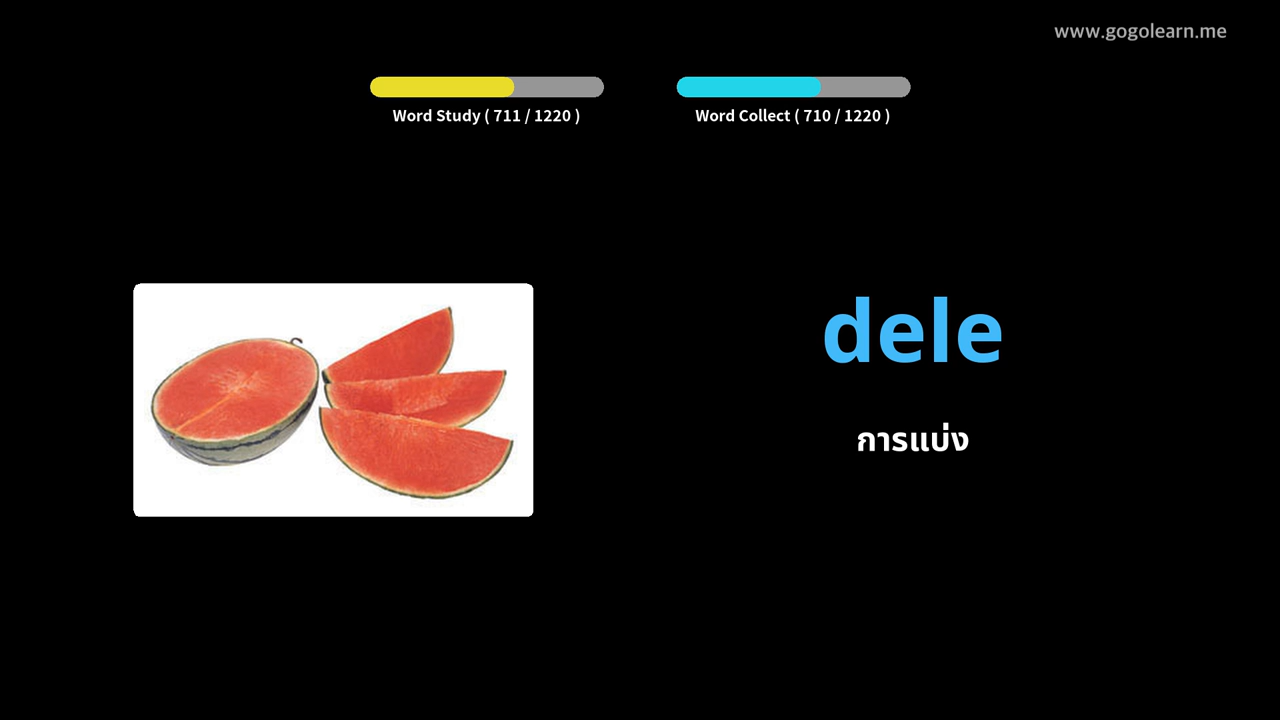 www.gogolearn.me
Word Study ( 711 / 1220 )
Word Collect ( 710 / 1220 )
dele
การแบ่ง